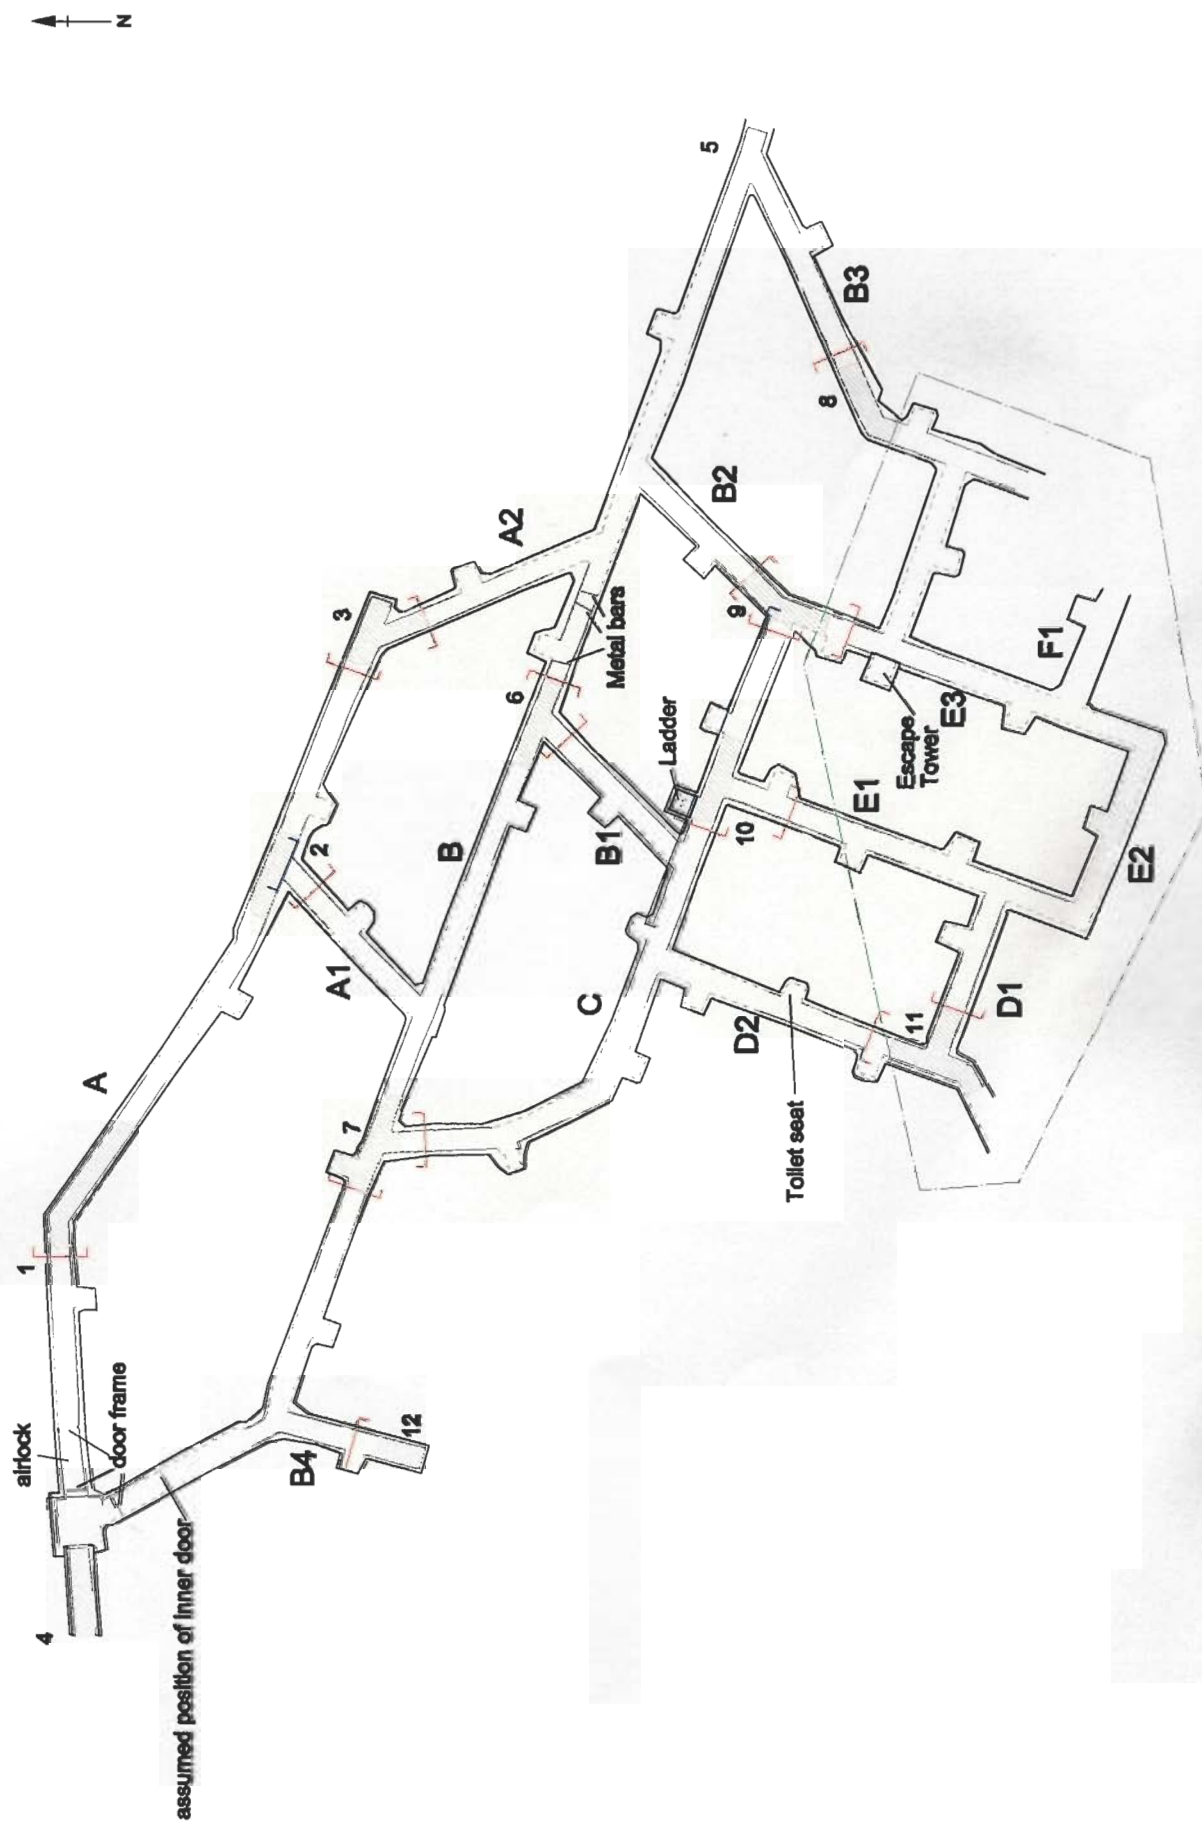 N
4
airlock
door frame
assumed position of inner door
1
A
B4
12
7
A1
2
3
A2
B
6
Metal bars
B1
C
Ladder
5
B2
B3
8
9
10
D2
Toilet seat
11
D1
E1
E2
E3
Escape
Tower
F1